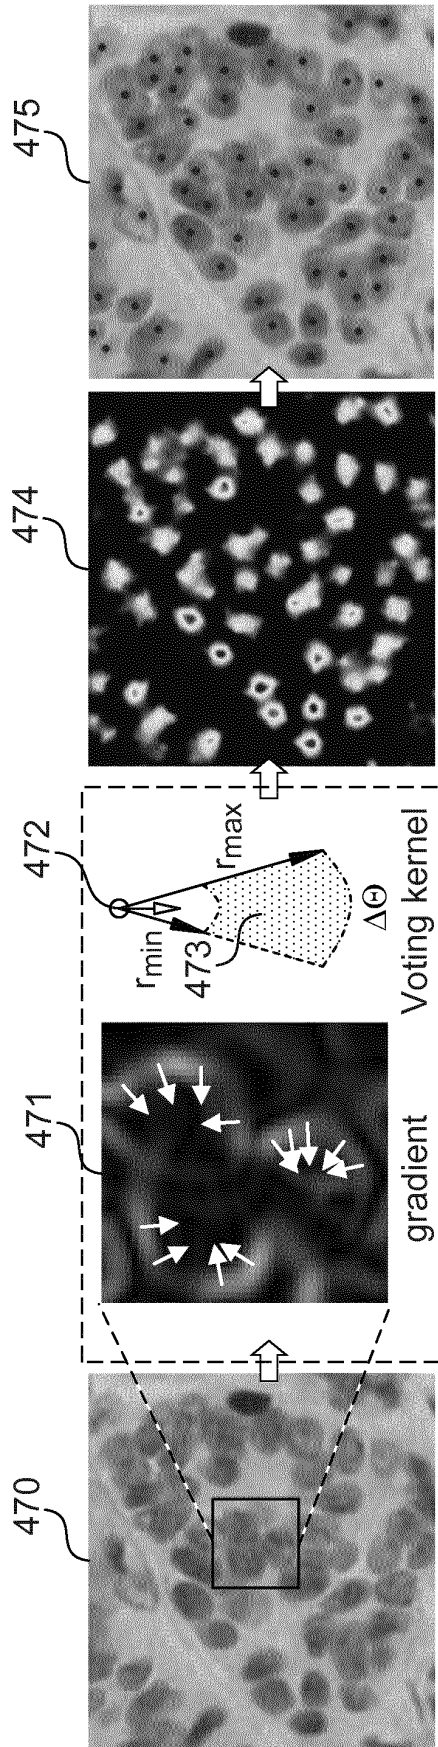 470
471
472
474
475
r_min
r_max
473
ΔΘ
gradient
Voting kernel